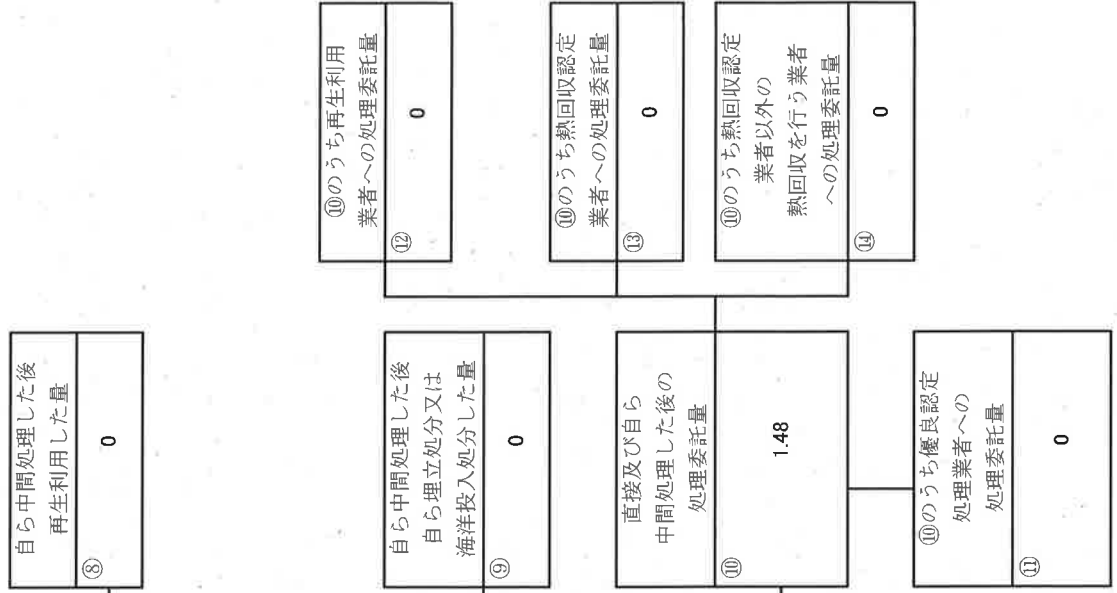 自ら中間処理した後
再生利用した量
⑧
0
自ら中間処理した後
自ら埋立処分又は
海洋投入処分した量
⑨
0
直接及び自ら
中間処理した後の
処理委託量
⑩
1.48
⑩のうち優良認定
処理業者への
処理委託量
⑪
0
⑩のうち再生利用
業者への処理委託量
⑫
0
⑩のうち熱回収認定
業者への処理委託量
⑬
0
⑩のうち熱回収認定
業者以外の
熱回収を行う業者
への処理委託量
⑭
0